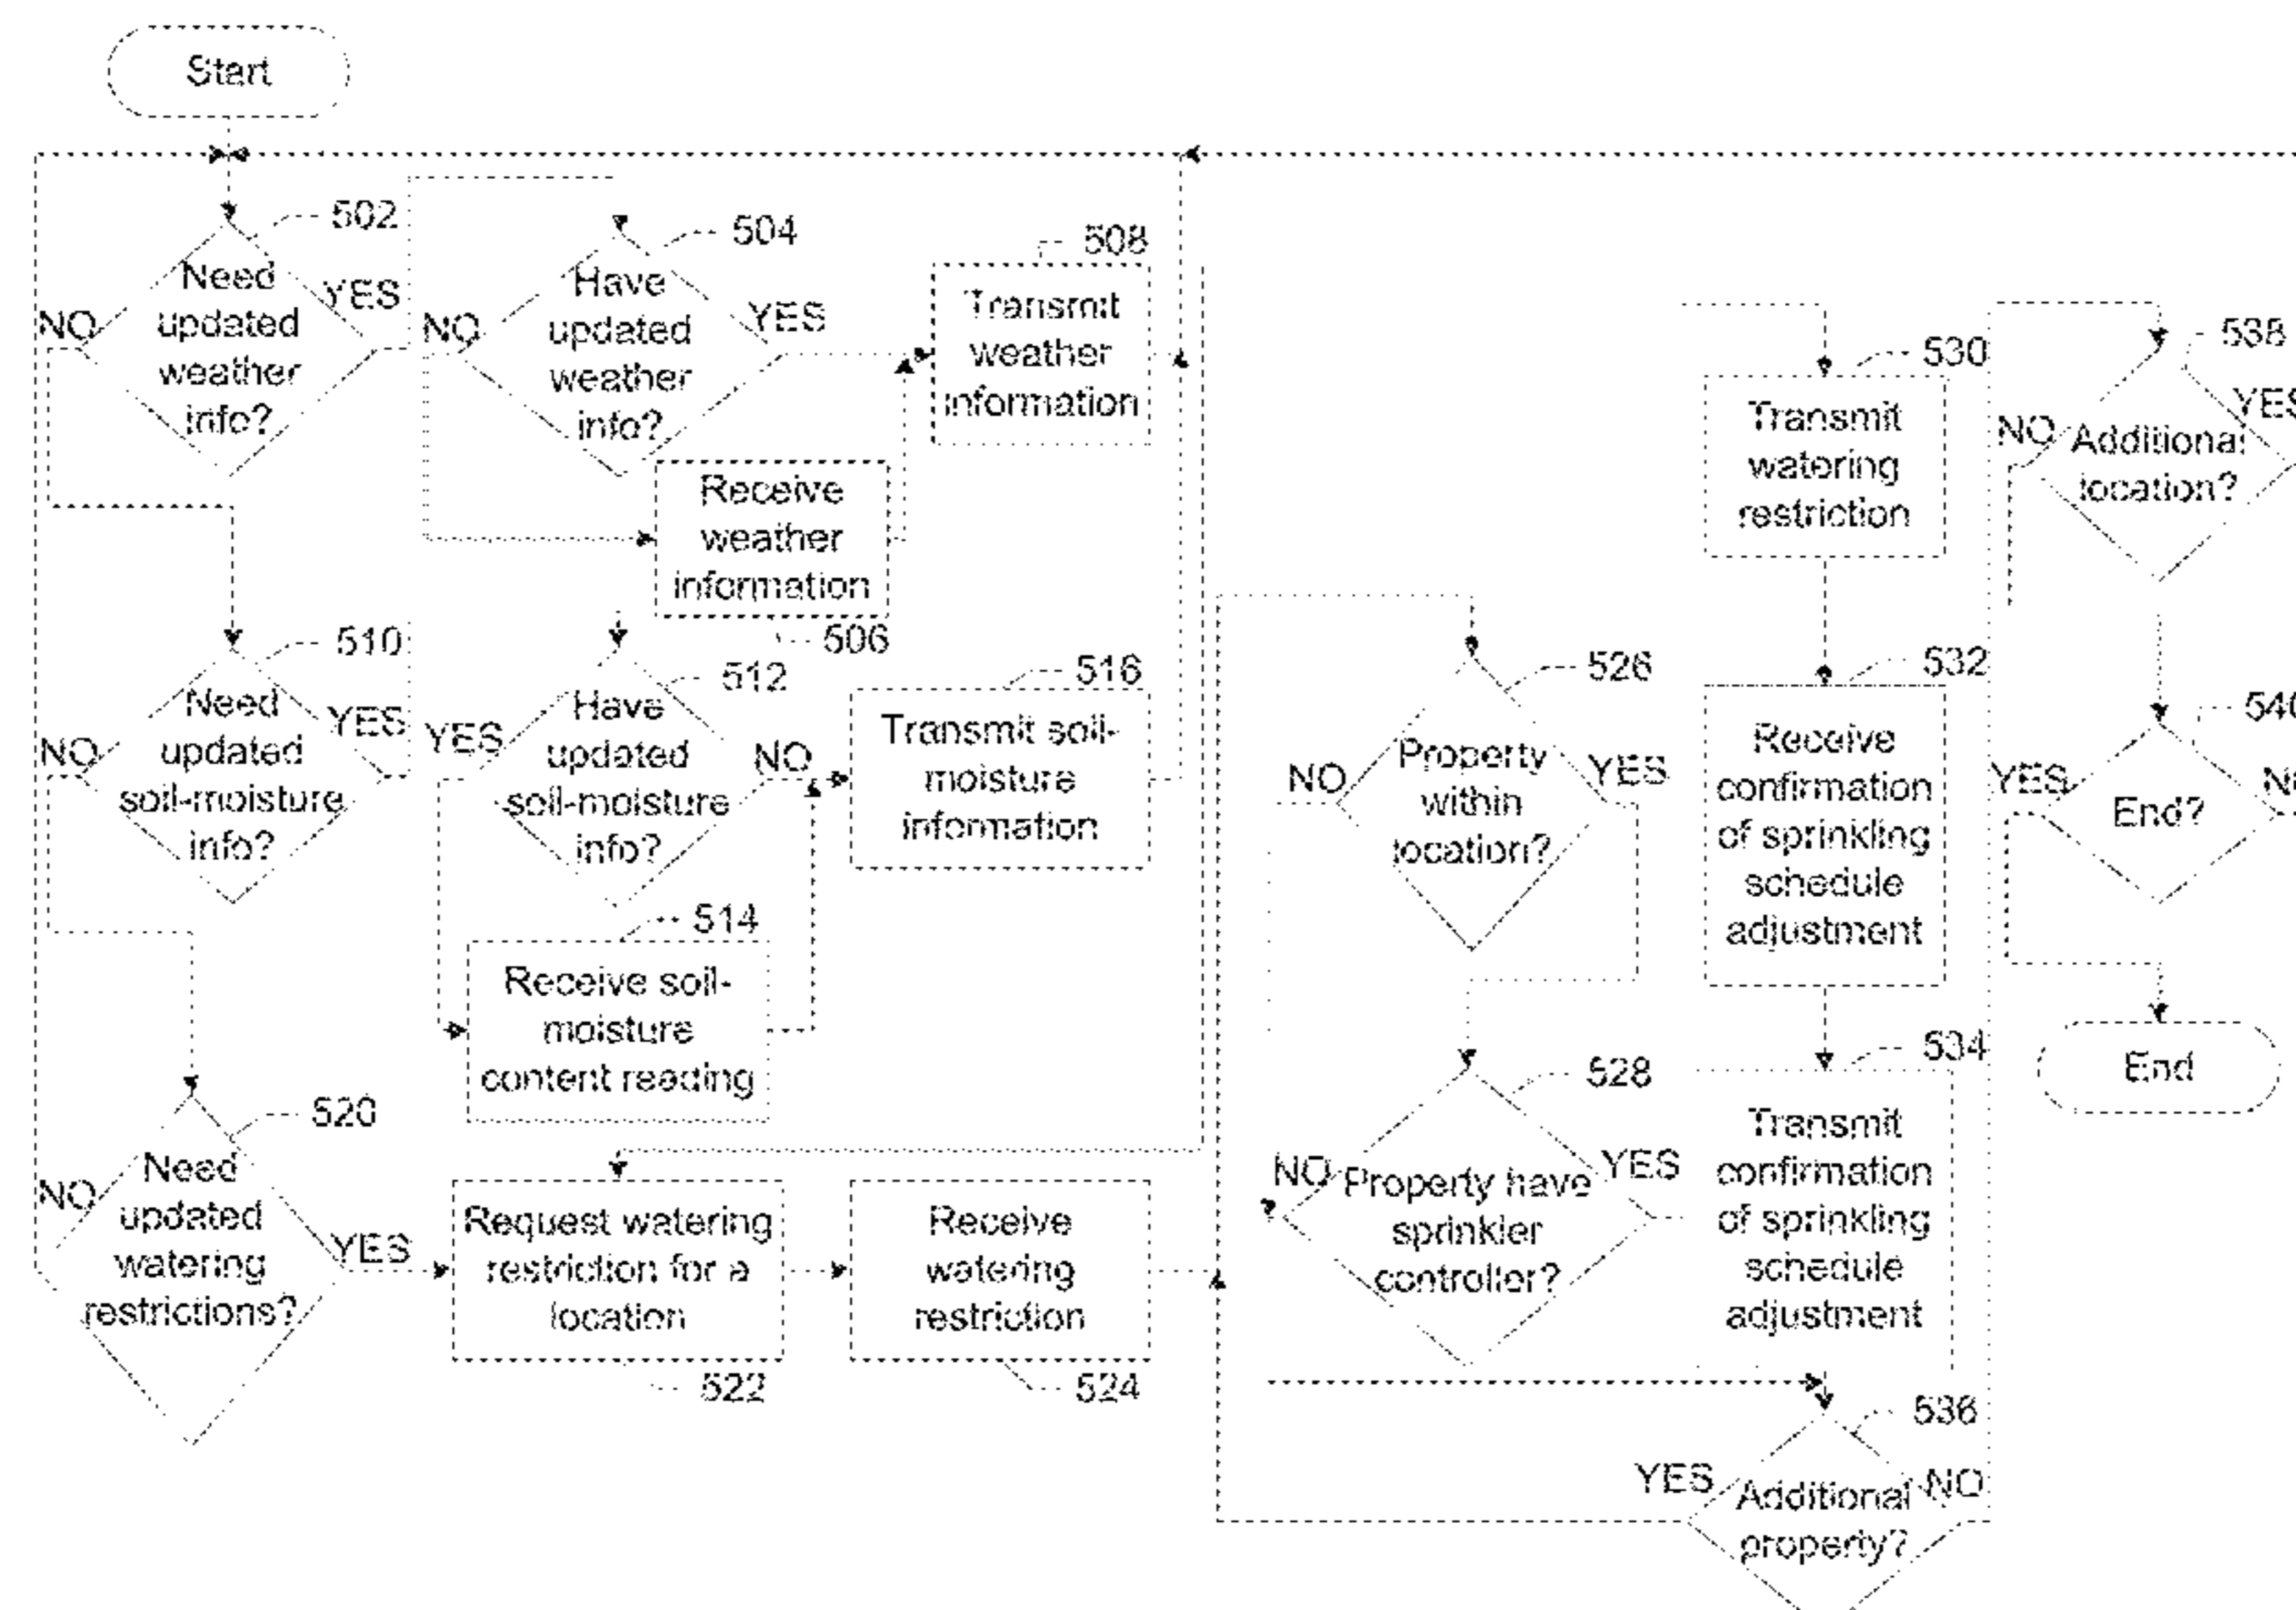 Start
502
Need
updated
weather
info?
NO
YES
504
Have
updated
weather
info?
NO
YES
508
Transmit
weather
information
Receive
weather
information
506
510
Need
updated
soil-moisture
info?
NO
YES
512
Have
updated
soil-moisture
info?
YES
NO
516
Transmit soil-
moisture
information
514
Receive soil-
moisture
content reading
520
Need
updated
watering
restrictions?
NO
YES
Request watering
restriction for a
location
522
Receive
watering
restriction
524
526
Property
within
location?
NO
YES
528
Property have
sprinkler
controller?
NO
YES
530
Transmit
watering
restriction
532
Receive
confirmation
of sprinkling
schedule
adjustment
534
Transmit
confirmation
of sprinkling
schedule
adjustment
536
Additional
property?
YES
NO
538
Additional
location?
NO
YES
540
End?
YES
NO
End